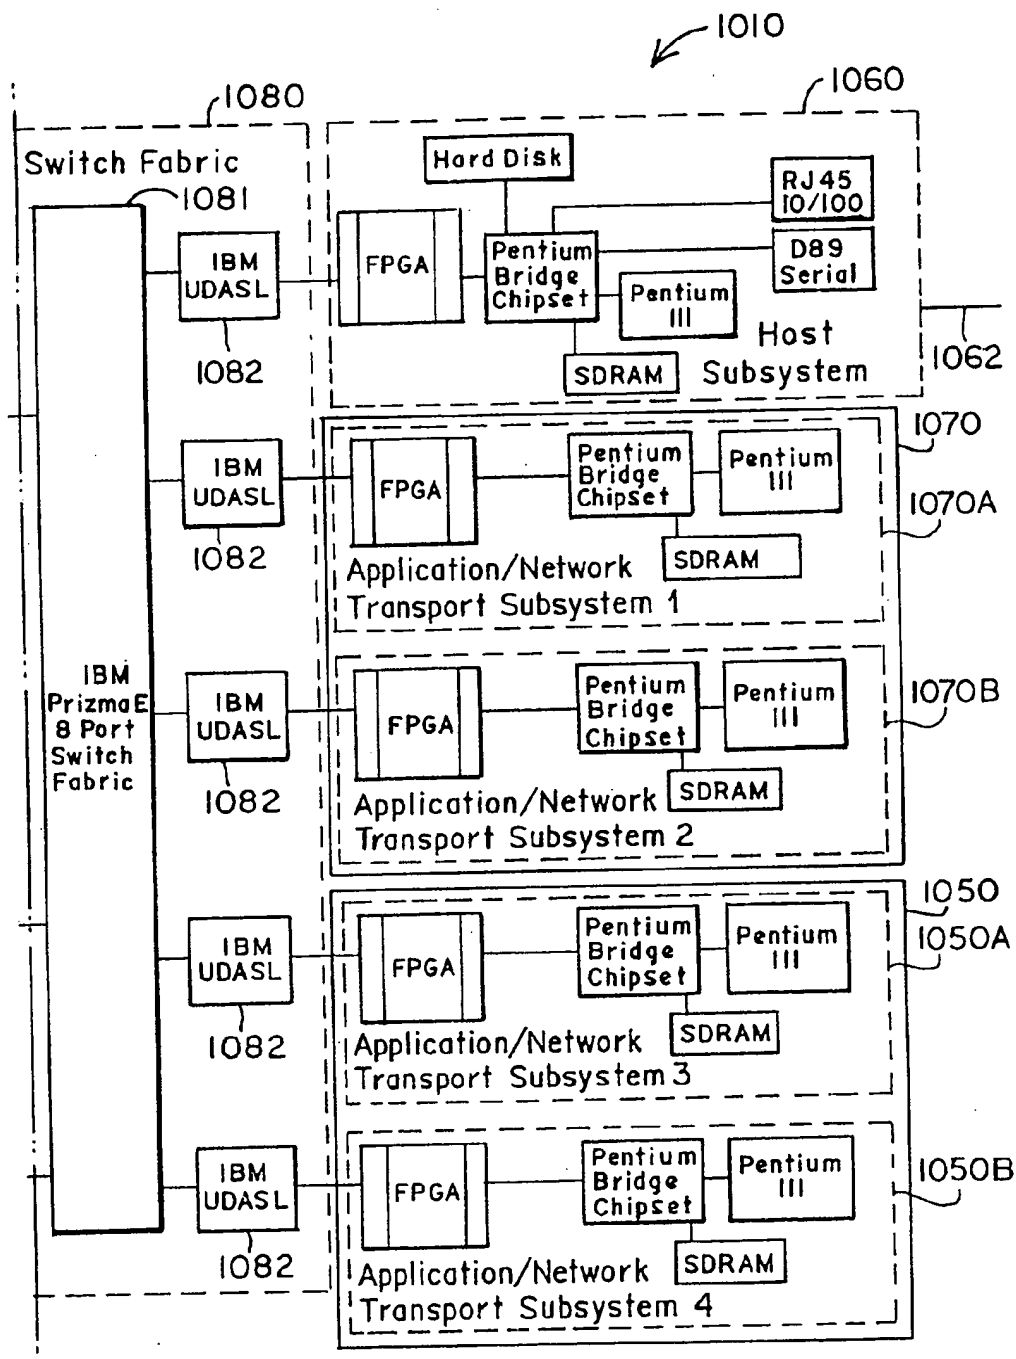 1010
1080
1060
Switch Fabric
1081
Hard Disk
RJ45
10/100
IBM
UDASL
1082
FPGA
Pentium
Bridge
Chipset
D89
Serial
Pentium
III
SDRAM
Host
Subsystem
1062
1070
IBM
UDASL
1082
FPGA
Pentium
Bridge
Chipset
Pentium
III
1070A
SDRAM
Application/Network
Transport Subsystem 1
IBM
PrizmaE
8 Port
Switch
Fabric
IBM
UDASL
1082
FPGA
Pentium
Bridge
Chipset
Pentium
III
1070B
SDRAM
Application/Network
Transport Subsystem 2
1050
IBM
UDASL
1082
FPGA
Pentium
Bridge
Chipset
Pentium
III
1050A
SDRAM
Application/Network
Transport Subsystem 3
IBM
UDASL
1082
FPGA
Pentium
Bridge
Chipset
Pentium
III
1050B
SDRAM
Application/Network
Transport Subsystem 4